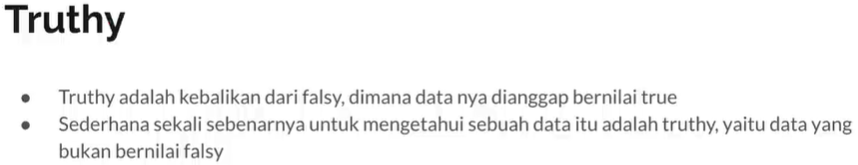 Truthy
● Truthy adalah kebalikan dari falsy, dimana data nya dianggap bernilai true
● Sederhana sekali sebenarnya untuk mengetahui sebuah data itu adalah truthy, yaitu data yang
bukan bernilai falsy